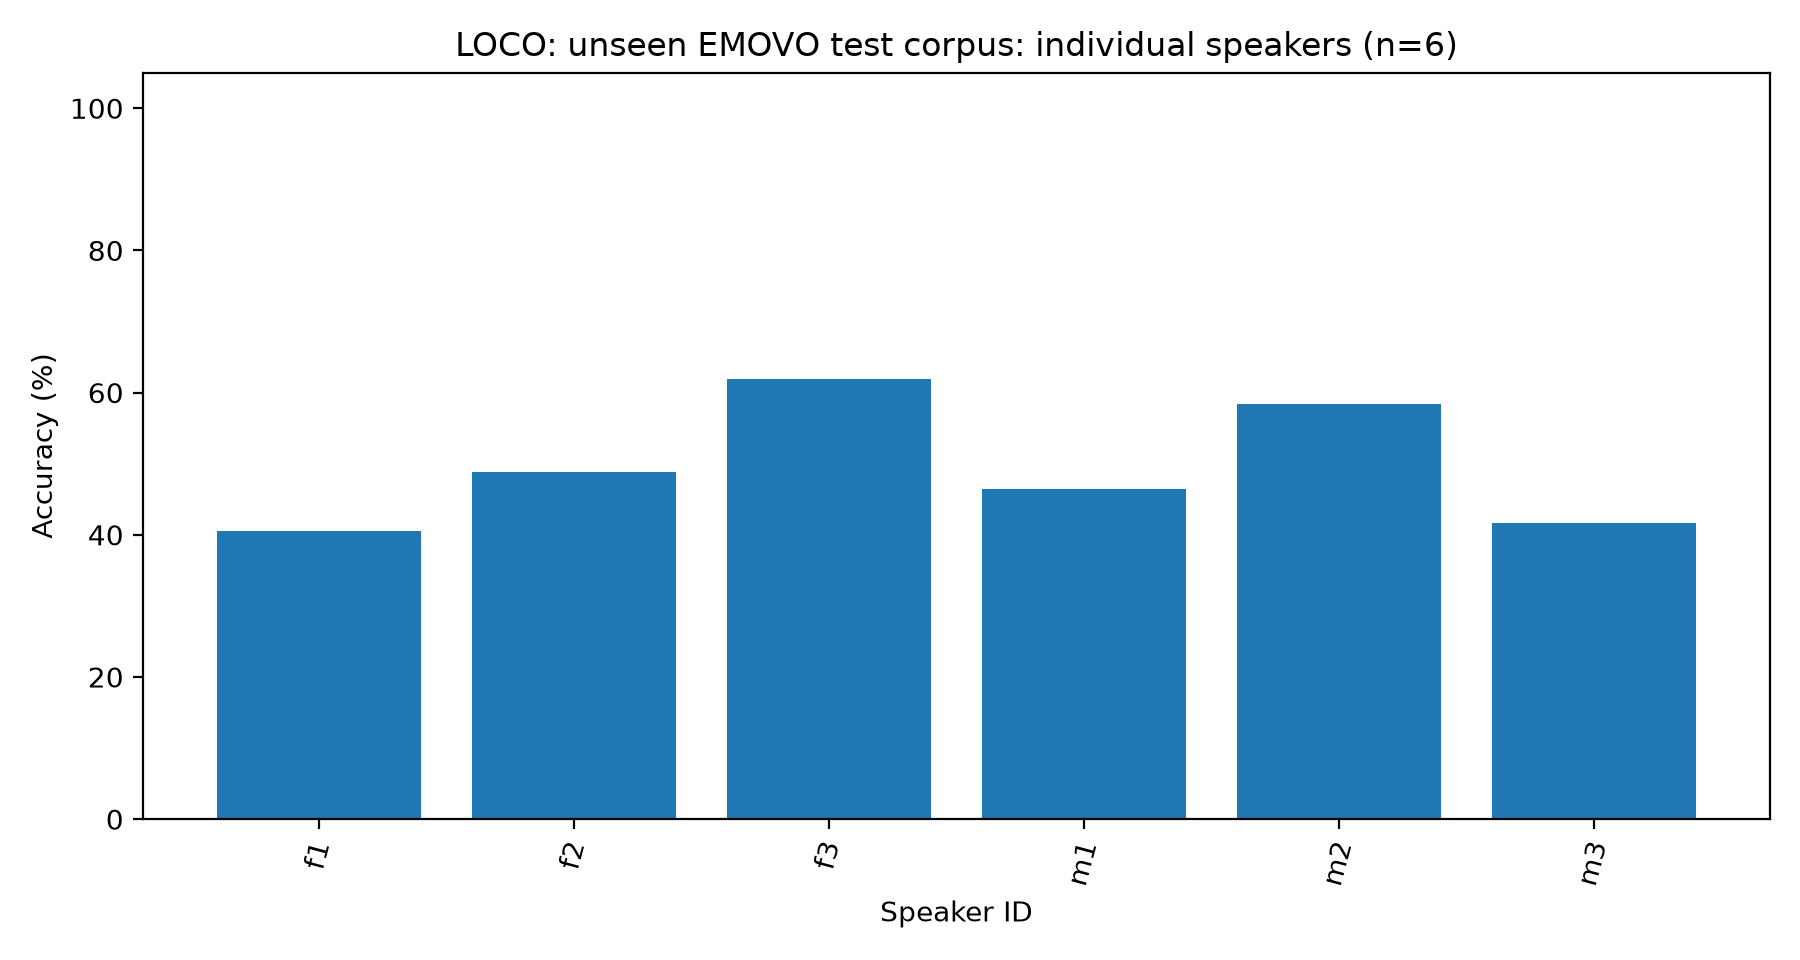 LOCO: unseen EMOVO test corpus: individual speakers (n=6)
Accuracy (%)
100
80
60
40
20
0
f1
f2
f3
m1
m2
m3
Speaker ID